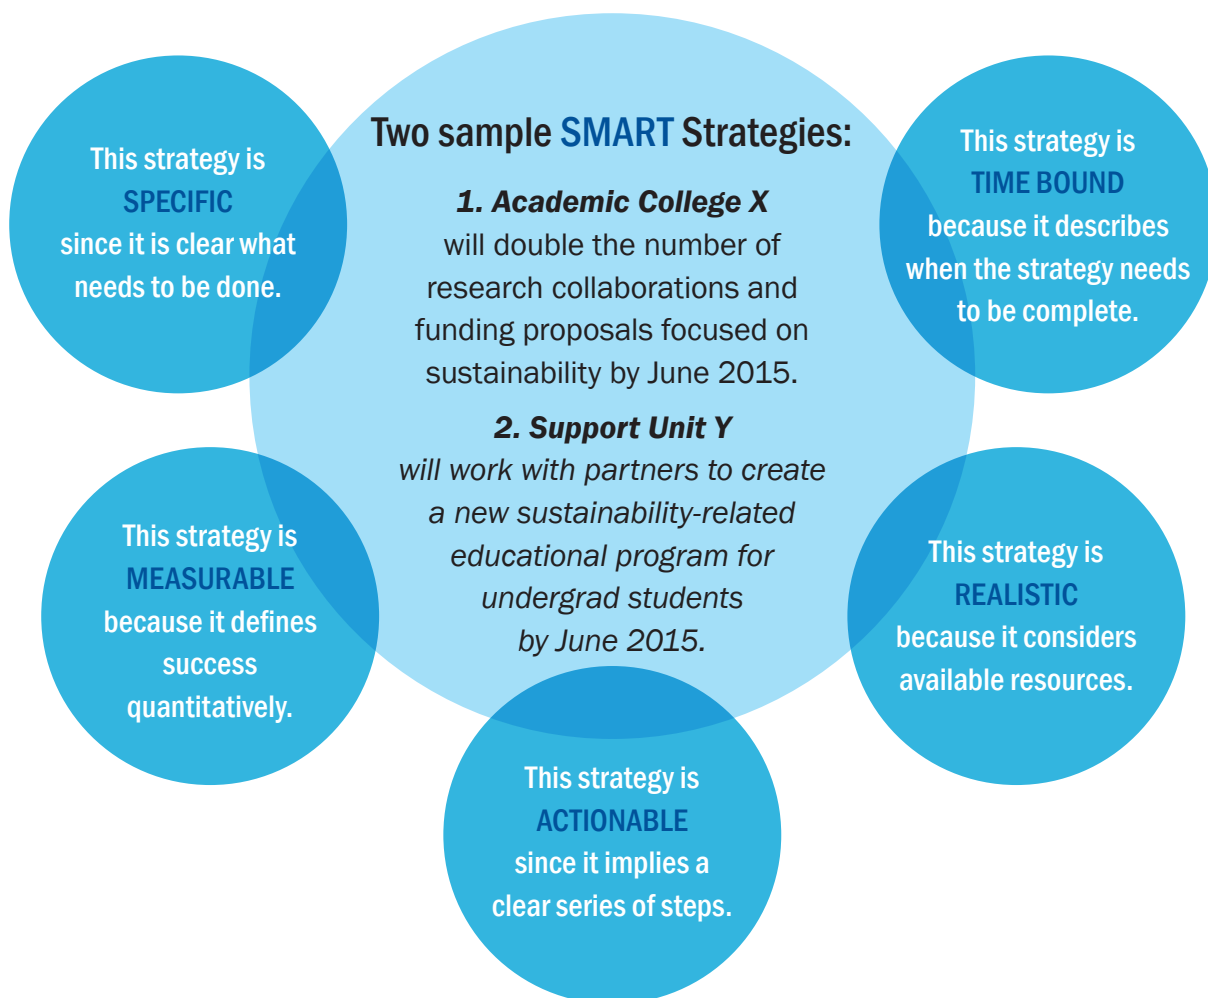 Two sample SMART Strategies:
1. Academic College X
will double the number of
research collaborations and
funding proposals focused on
sustainability by June 2015.
2. Support Unit Y
will work with partners to create
a new sustainability-related
educational program for
undergrad students
by June 2015.
This strategy is
SPECIFIC
since it is clear what
needs to be done.
This strategy is
MEASURABLE
because it defines
success
quantitatively.
This strategy is
ACTIONABLE
since it implies a
clear series of steps.
This strategy is
REALISTIC
because it considers
available resources.
This strategy is
TIME BOUND
because it describes
when the strategy needs
to be complete.